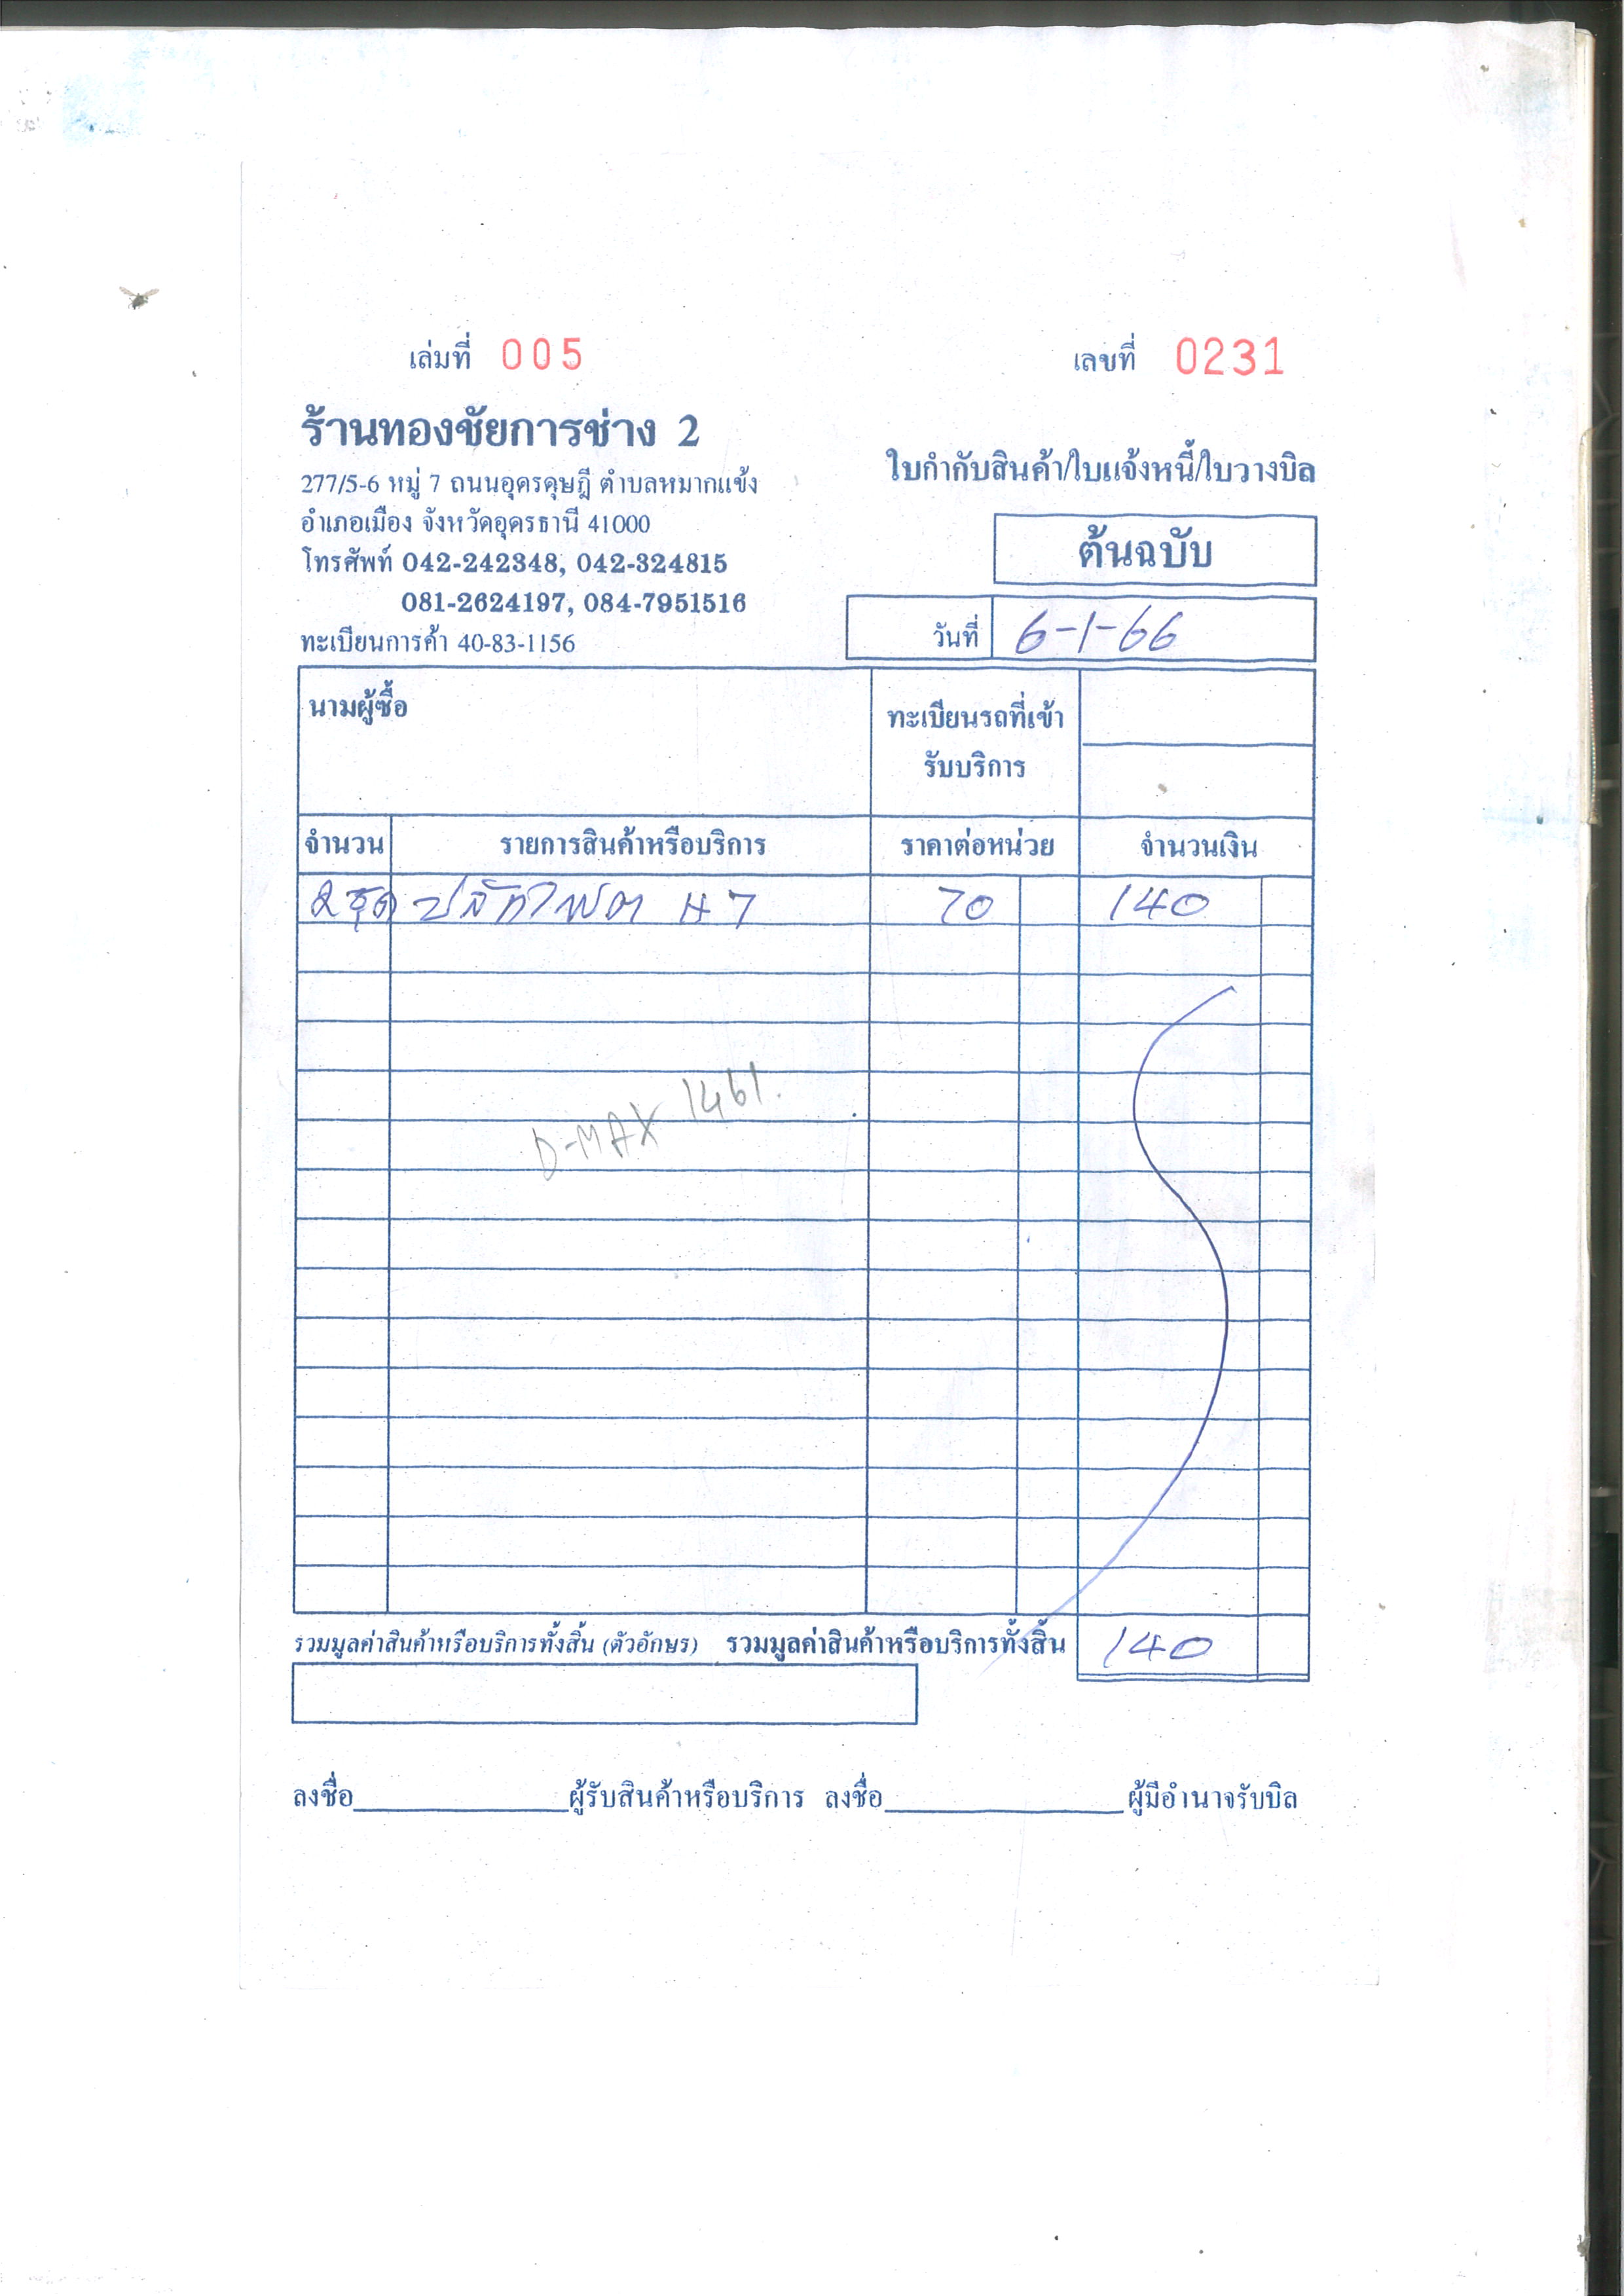 เล่มที่ 005
เลขที่ 0231
ร้านทองชัยการช่าง 2
277/5-6 หมู่ 7 ถนนอุดรดุษฎี ตำบลหมากแข้ง
อำเภอเมือง จังหวัดอุดรธานี 41000
โทรศัพท์ 042-242348, 042-324815
081-2624197, 084-7951516
ทะเบียนการค้า 40-83-1156
ใบกำกับสินค้า/ใบแจ้งหนี้/ใบวางบิล
ต้นฉบับ
วันที่ 6-1-66
นามผู้ซื้อ
ทะเบียนรถที่เข้า
รับบริการ
จำนวน รายการสินค้าหรือบริการ ราคาต่อหน่วย จำนวนเงิน
2 ชุด ปลั๊กไฟ H7 70 140
D-MAX 1461.
รวมมูลค่าสินค้าหรือบริการทั้งสิ้น (ตัวอักษร) รวมมูลค่าสินค้าหรือบริการทั้งสิ้น 140
ลงชื่อ ผู้รับสินค้าหรือบริการ ลงชื่อ ผู้มีอำนาจรับบิล